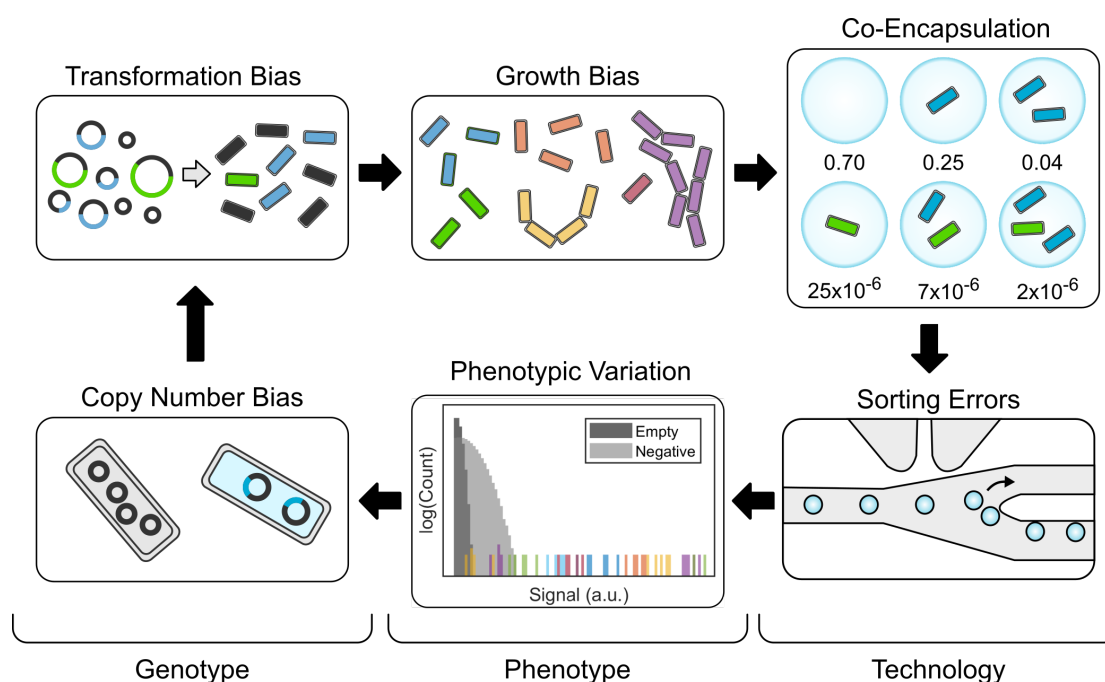 Co-Encapsulation
Transformation Bias
Growth Bias
0.70 0.25 0.04
25x10-6 7x10-6 2x10-6
Copy Number Bias
Phenotypic Variation
Sorting Errors
Empty
Negative
log(Count)
Signal (a.u.)
Genotype
Phenotype
Technology